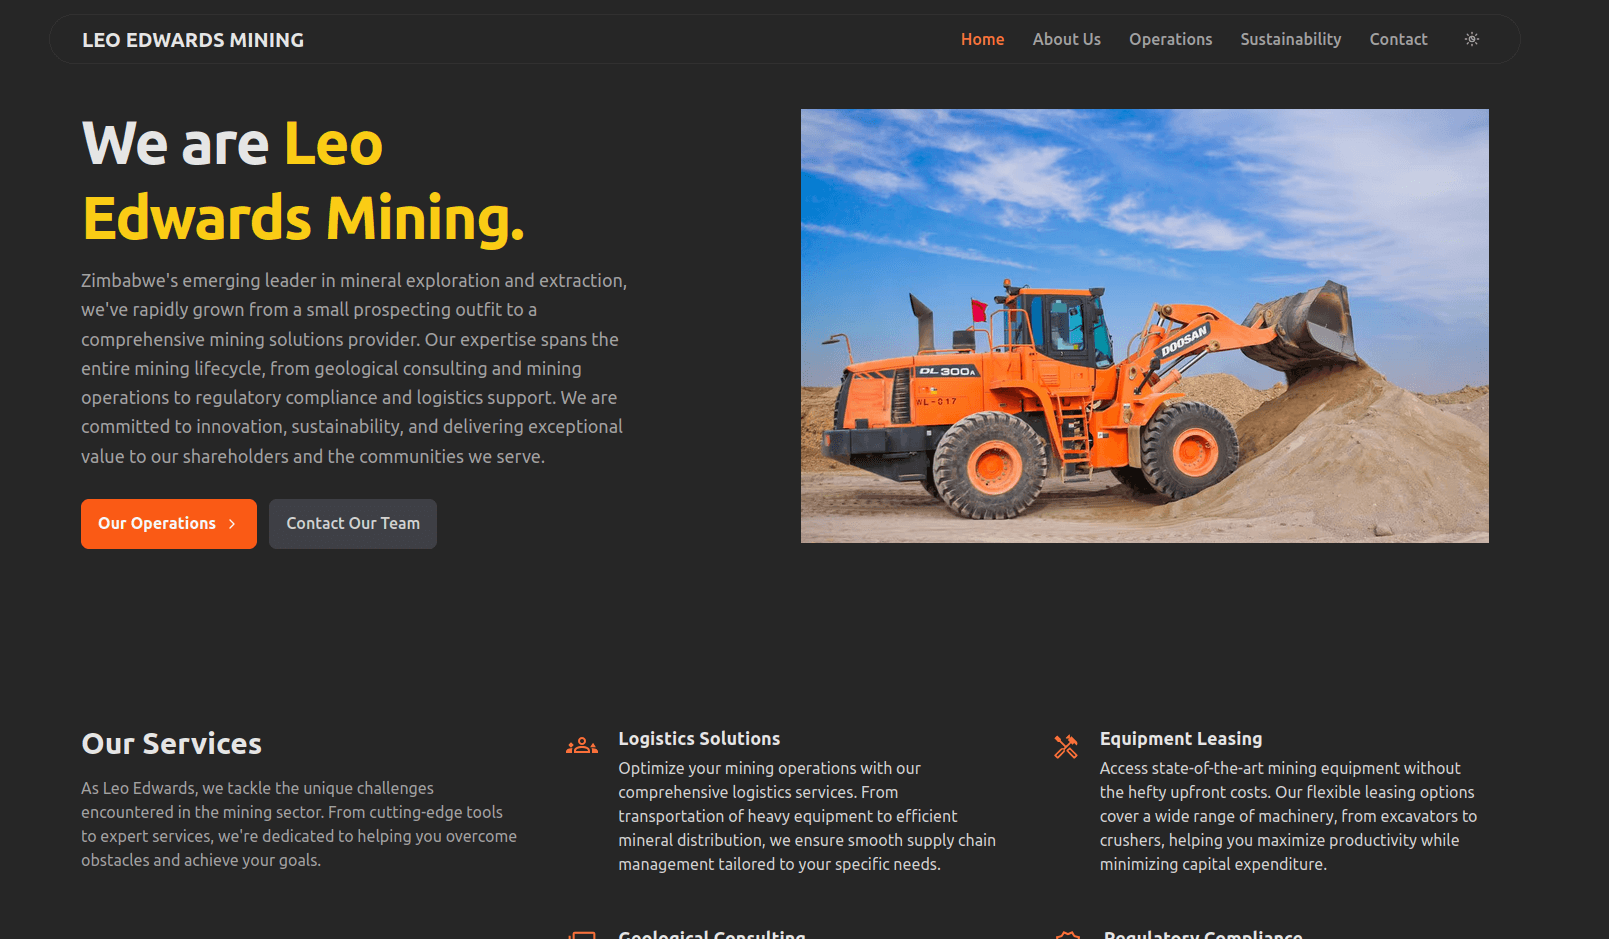 LEO EDWARDS MINING
Home About Us Operations Sustainability Contact
We are Leo
Edwards Mining.
Zimbabwe's emerging leader in mineral exploration and extraction,
we've rapidly grown from a small prospecting outfit to a
comprehensive mining solutions provider. Our expertise spans the
entire mining lifecycle, from geological consulting and mining
operations to regulatory compliance and logistics support. We are
committed to innovation, sustainability, and delivering exceptional
value to our shareholders and the communities we serve.
Our Operations
Contact Our Team
DOOSAN
DL300A
WL-017
Our Services
As Leo Edwards, we tackle the unique challenges
encountered in the mining sector. From cutting-edge tools
to expert services, we're dedicated to helping you overcome
obstacles and achieve your goals.
Logistics Solutions
Optimize your mining operations with our
comprehensive logistics services. From
transportation of heavy equipment to efficient
mineral distribution, we ensure smooth supply chain
management tailored to your specific needs.
Equipment Leasing
Access state-of-the-art mining equipment without
the hefty upfront costs. Our flexible leasing options
cover a wide range of machinery, from excavators to
crushers, helping you maximize productivity while
minimizing capital expenditure.
Geological Consulting
Regulatory Compliance